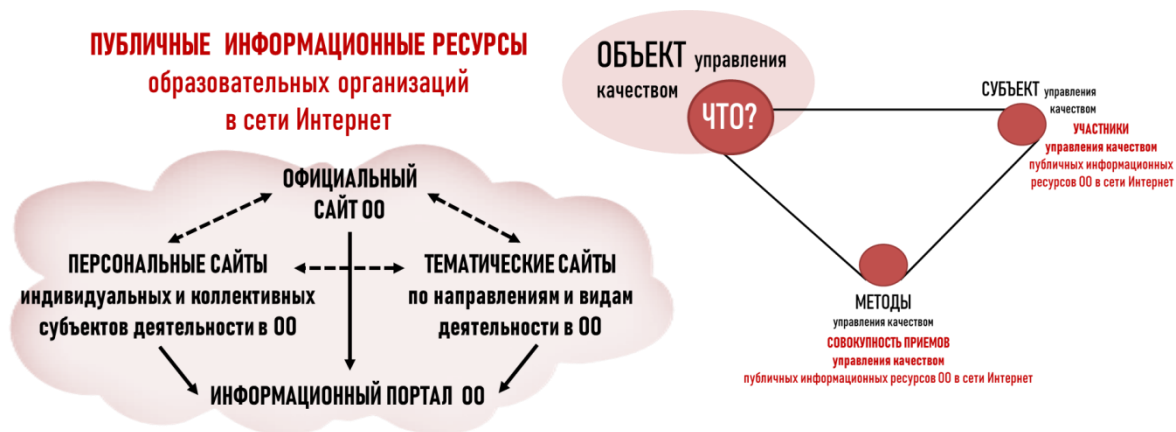 ПУБЛИЧНЫЕ ИНФОРМАЦИОННЫЕ РЕСУРСЫ
образовательных организаций
в сети Интернет
ОФИЦИАЛЬНЫЙ
САЙТ ОО
ПЕРСОНАЛЬНЫЕ САЙТЫ
индивидуальных и коллективных
субъектов деятельности в ОО
ТЕМАТИЧЕСКИЕ САЙТЫ
по направлениям и видам
деятельности в ОО
ИНФОРМАЦИОННЫЙ ПОРТАЛ ОО
ОБЪЕКТ управления
качеством
ЧТО?
СУБЪЕКТ управления
качеством
УЧАСТНИКИ
управления качеством
публичных информационных
ресурсов ОО в сети Интернет
МЕТОДЫ
управления качеством
СОВОКУПНОСТЬ ПРИЕМОВ
управления качеством
публичных информационных ресурсов ОО в сети Интернет